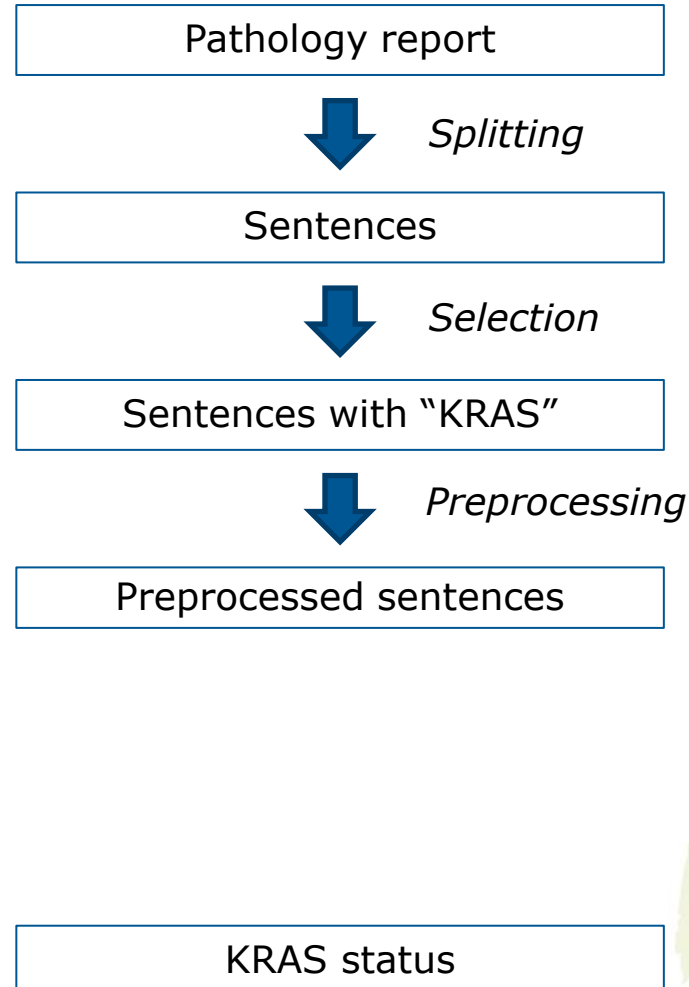 Pathology report
Splitting
Sentences
Selection
Sentences with “KRAS”
Preprocessing
Preprocessed sentences
KRAS status